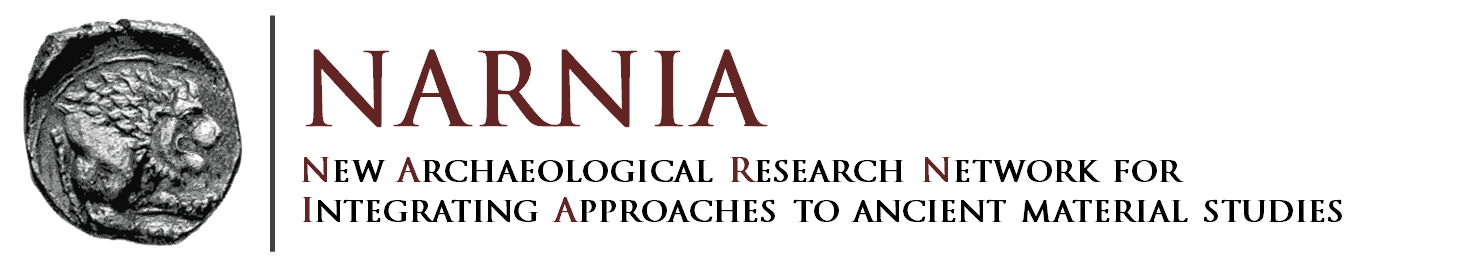 NARNIA
New Archaeological Research Network for
Integrating Approaches to ancient material studies